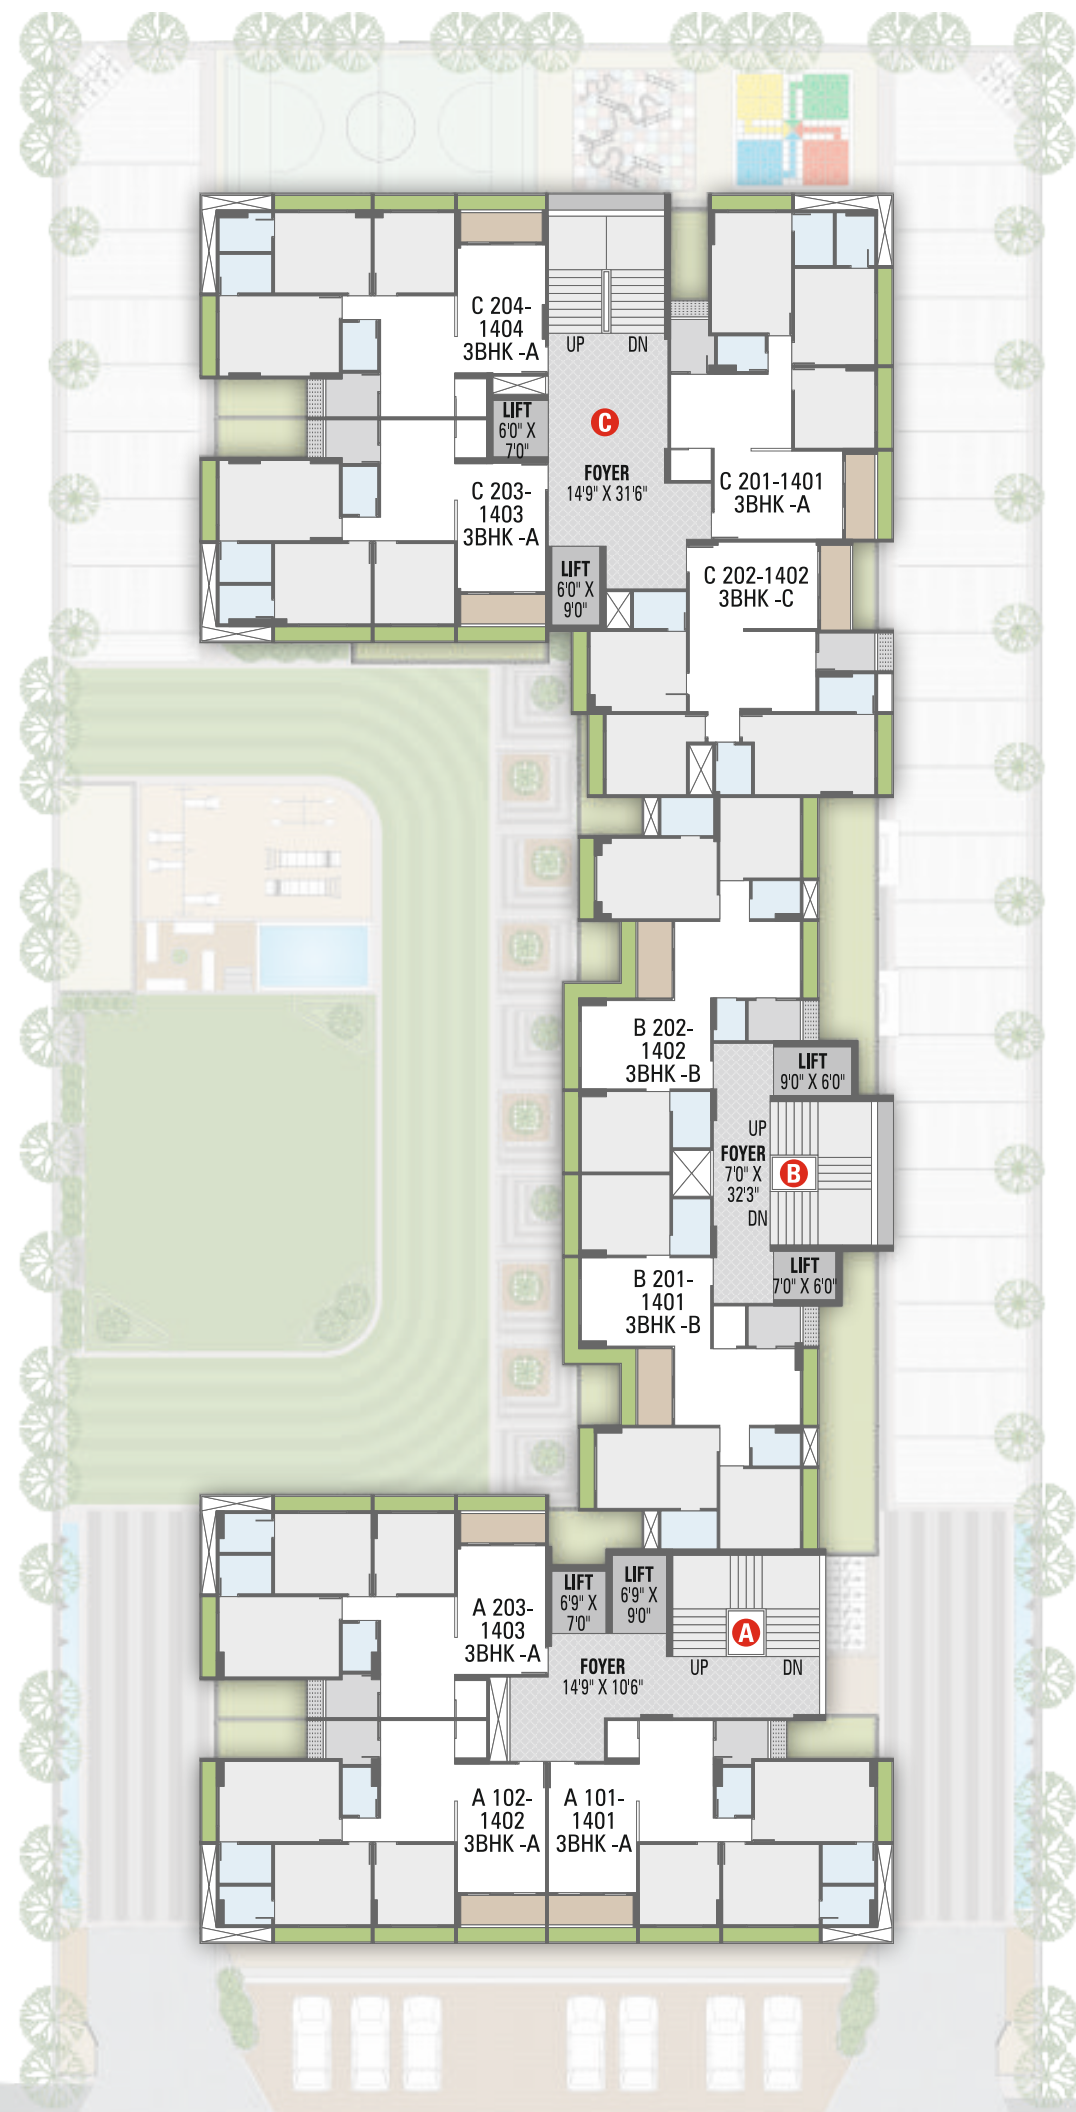 C 204-
1404
3BHK -A
UP
DN
LIFT
6'0" X
7'0"
C
FOYER
14'9" X 31'6"
C 203-
1403
3BHK -A
C 201-1401
3BHK -A
LIFT
6'0" X
9'0"
C 202-1402
3BHK -C
B 202-
1402
3BHK -B
LIFT
9'0" X 6'0"
UP
FOYER
7'0" X
32'3"
DN
B
B 201-
1401
3BHK -B
LIFT
7'0" X 6'0"
A 203-
1403
3BHK -A
LIFT
6'9" X
7'0"
LIFT
6'9" X
9'0"
A
FOYER
14'9" X 10'6"
UP
DN
A 102-
1402
3BHK -A
A 101-
1401
3BHK -A